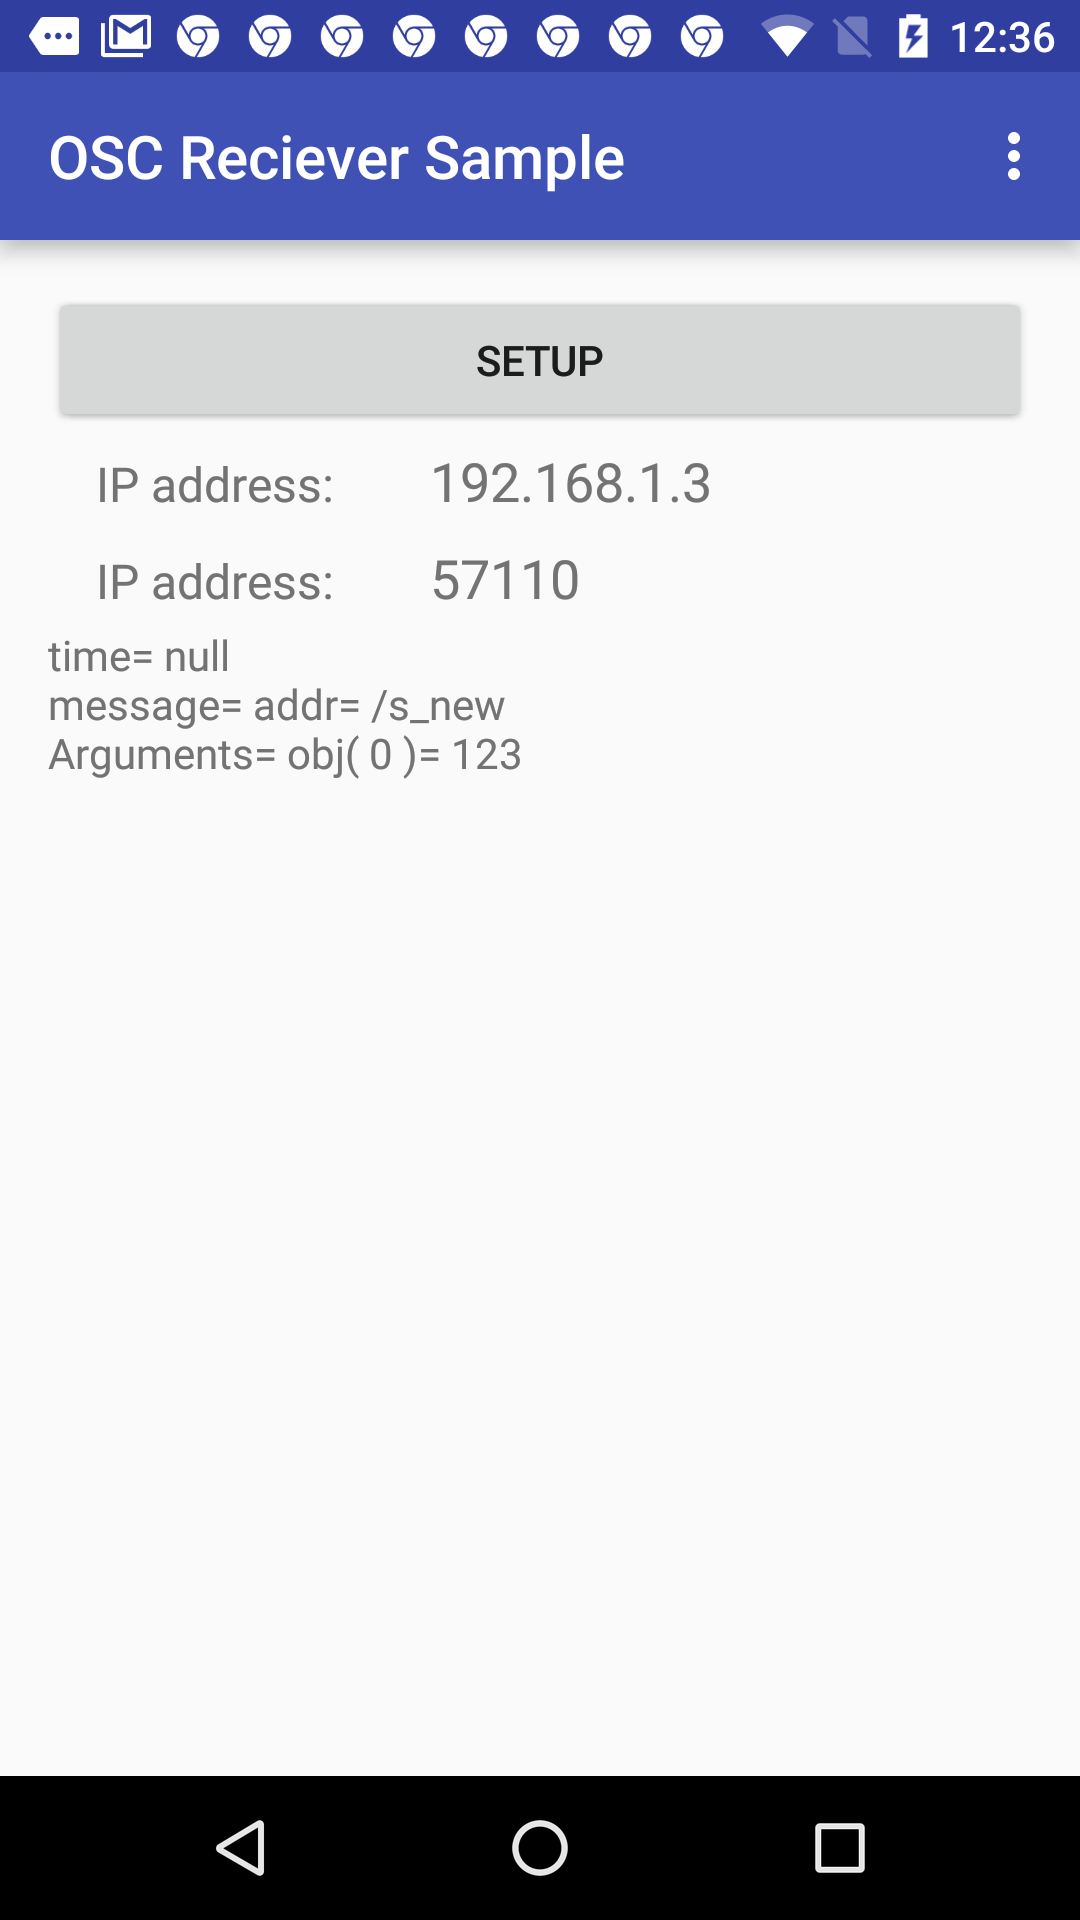 12:36
OSC Reciever Sample
SETUP
IP address: 192.168.1.3
IP address: 57110
time= null
message= addr= /s_new
Arguments= obj( 0 )= 123